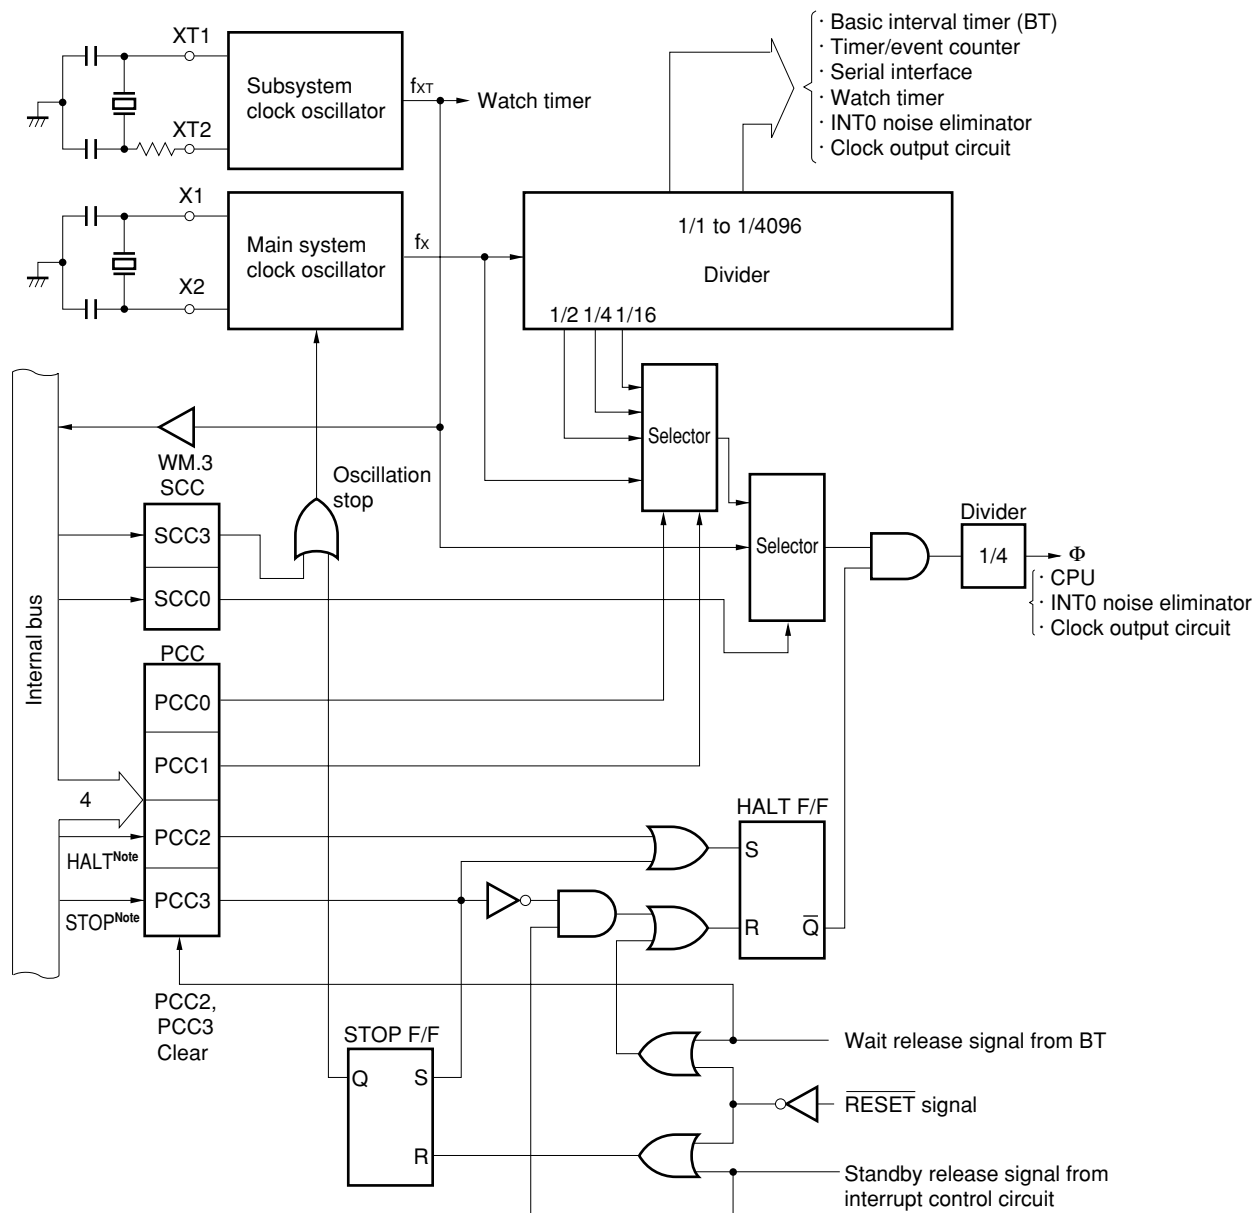 · Basic interval timer (BT)
· Timer/event counter
· Serial interface
· Watch timer
· INT0 noise eliminator
· Clock output circuit
XT1
Subsystem
clock oscillator
fXT
Watch timer
XT2
X1
Main system
clock oscillator
fX
X2
1/1 to 1/4096
Divider
1/2 1/4 1/16
Selector
WM.3
SCC
Oscillation
stop
SCC3
SCC0
Selector
Divider
1/4
Φ
· CPU
· INT0 noise eliminator
· Clock output circuit
Internal bus
PCC
PCC0
PCC1
4
PCC2
HALTNote
PCC3
STOPNote
HALT F/F
S
R
Q̅
PCC2,
PCC3
Clear
STOP F/F
Q
S
R
Wait release signal from BT
R̅E̅S̅E̅T̅ signal
Standby release signal from
interrupt control circuit